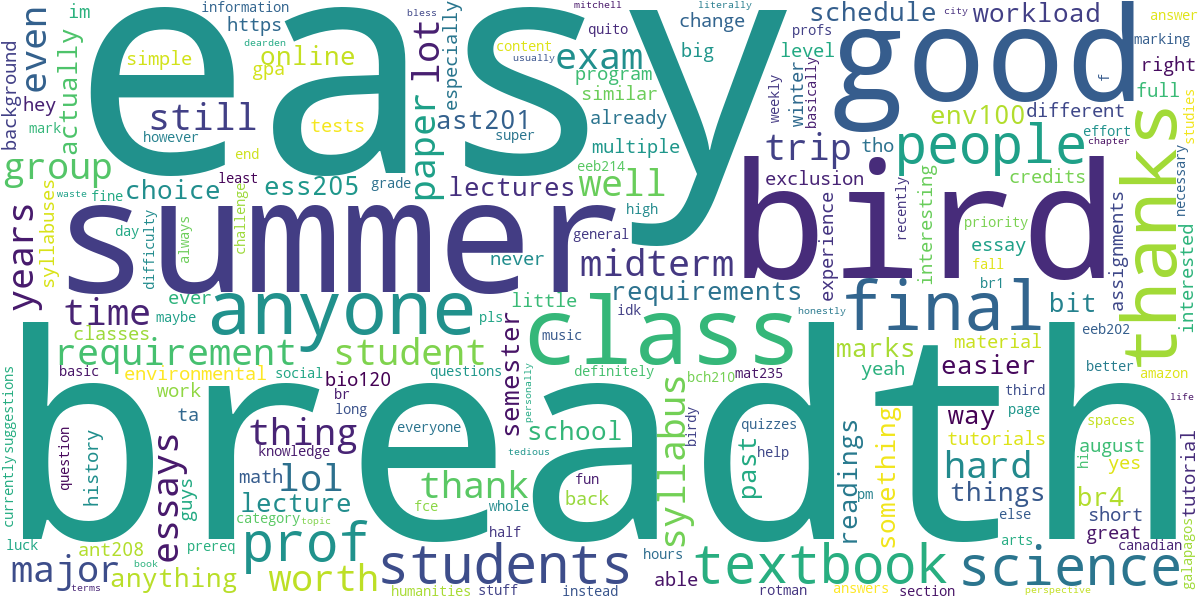 easy
breadth
summer
bird
good
class
final
people
anyone
thanks
prof
students
textbook
science
requirement
student
midterm
thing
thank
worth
major
group
exam
even
lot
paper
still
well
trip
time
years
lol
hard
way
things
bit
br4
essays
syllabus
school
lecture
lectures
choice
ess205
ast201
online
schedule
workload
change
big
level
env100
different
right
full
credits
essay
exclusion
interesting
experience
winter
tho
already
multiple
similar
program
especially
https
information
im
actually
background
simple
gpa
content
usually
tests
however
super
hey
mark
end
grade
least
fine
waste
day
difficulty
always
challenge
syllabuses
eeb214
high
general
never
requirements
little
idk
music
pls
ever
maybe
classes
basic
environmental
social
work
bio120
br
long
semester
questions
definitely
personally
bch210
mat235
birdy
marks
yeah
material
easier
third
page
better
eeb202
amazon
life
spaces
august
hi
yes
tutorials
something
readings
quizzes
help
past
pm
else
short
great
canadian
arts
galapagos
tutorial
interested
necessary
studies
chapter
effort
f
marking
answer
city
profs
weekly
basically
literally
quito
mitchell
bless
dearden
recently
priority
fall
br1
assignments
honestly
everyone
tedious
fun
back
whole
half
fce
hours
able
stuff
instead
humanities
answers
rotman
section
perspective
anything
ant208
prereq
category
topic
math
knowledge
guys
ta
history
question
suggestions
currently
luck
book
terms